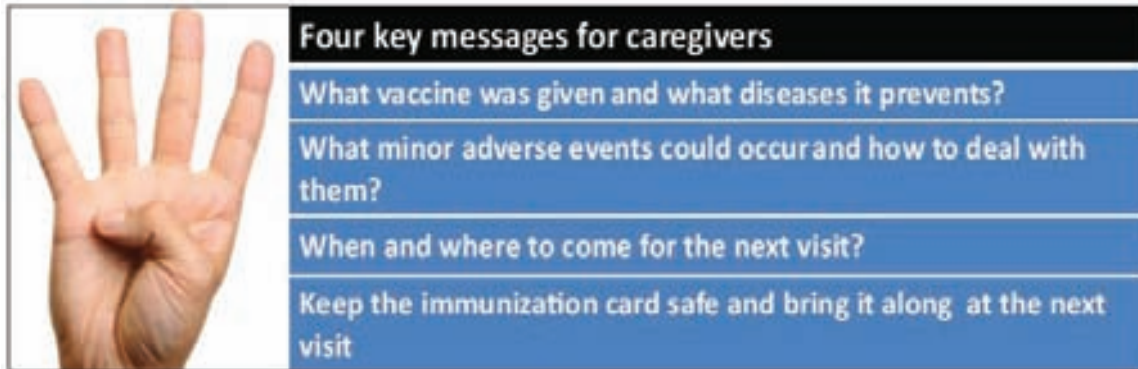 Four key messages for caregivers
What vaccine was given and what diseases it prevents?
What minor adverse events could occur and how to deal with
them?
When and where to come for the next visit?
Keep the immunization card safe and bring it along at the next
visit